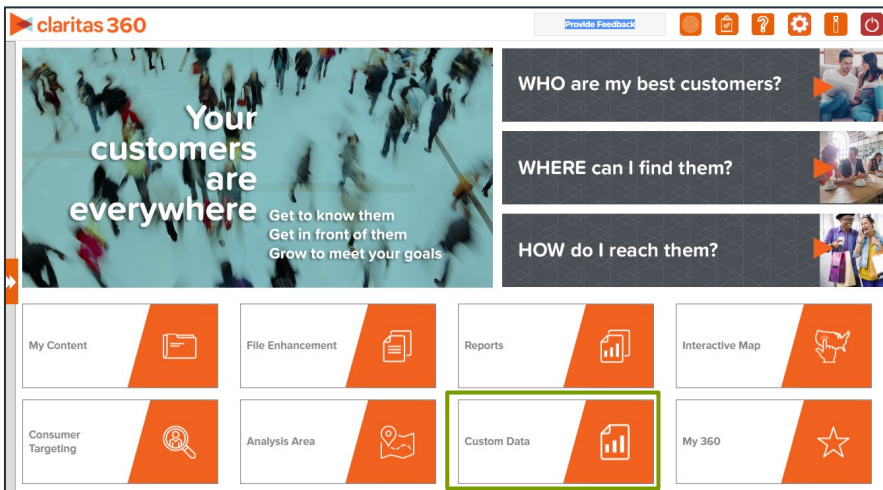 claritas 360
Provide Feedback
Your
customers
are
everywhere
Get to know them
Get in front of them
Grow to meet your goals
WHO are my best customers?
WHERE can I find them?
HOW do I reach them?
My Content
File Enhancement
Reports
Interactive Map
Consumer
Targeting
Analysis Area
Custom Data
My 360